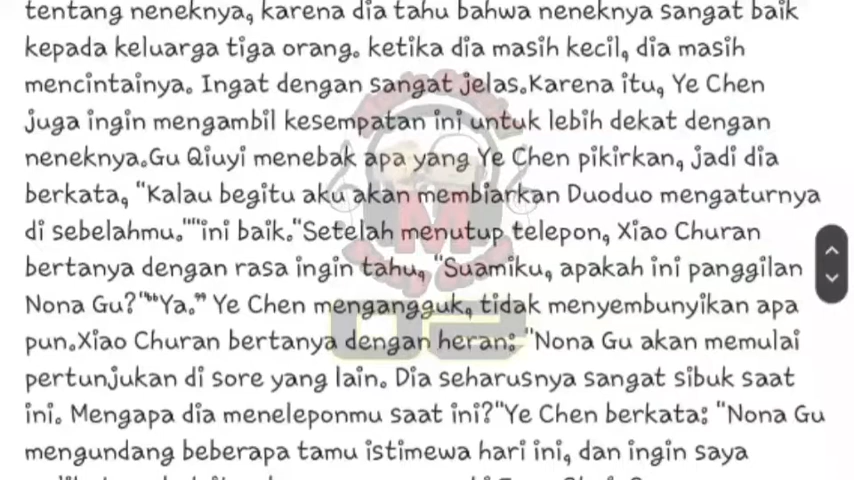 tentang neneknya, karena dia tahu bahwa neneknya sangat baik
kepada keluarga tiga orang. ketika dia masih kecil, dia masih
mencintainya. Ingat dengan sangat jelas.Karena itu, Ye Chen
juga ingin mengambil kesempatan ini untuk lebih dekat dengan
neneknya.Gu Qiuyi menebak apa yang Ye Chen pikirkan, jadi dia
berkata, "Kalau begitu aku akan membiarkan Duoduo mengaturnya
di sebelahmu.""ini baik."Setelah menutup telepon, Xiao Churan
bertanya dengan rasa ingin tahu, "Suamiku, apakah ini panggilan
Nona Gu?"“Ya.” Ye Chen mengangguk, tidak menyembunyikan apa
pun.Xiao Churan bertanya dengan heran: "Nona Gu akan memulai
pertunjukan di sore yang lain. Dia seharusnya sangat sibuk saat
ini. Mengapa dia meneleponmu saat ini?"Ye Chen berkata: "Nona Gu
mengundang beberapa tamu istimewa hari ini, dan ingin saya
M
02